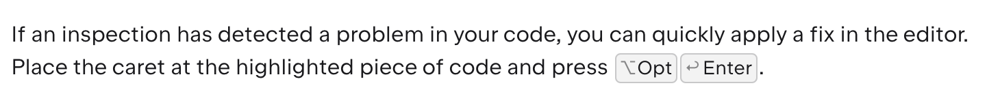 If an inspection has detected a problem in your code, you can quickly apply a fix in the editor.
Place the caret at the highlighted piece of code and press ⌥Opt ↩ Enter.